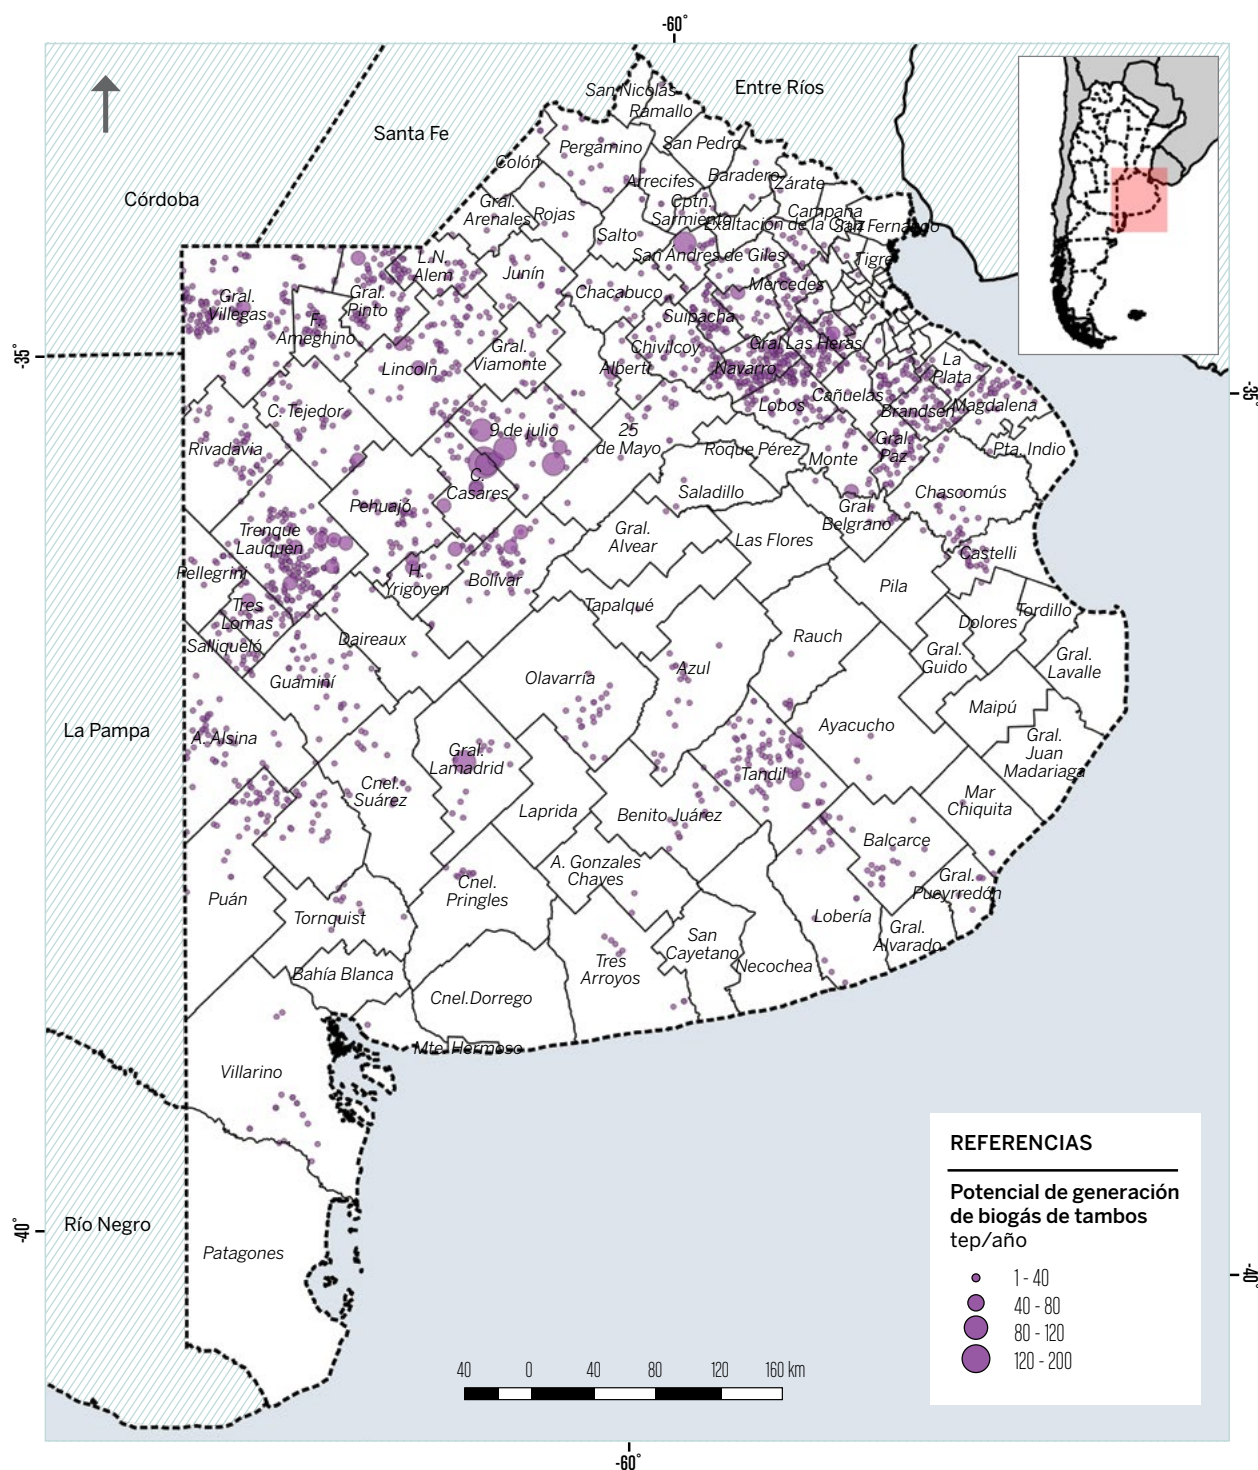 -60°
San Nicolás
Entre Ríos
Ramallo
Santa Fe
Pergamino
San Pedro
Colón
Baradero
Arrecifes
Zárate
Córdoba
Gral.
Arenales
Rojas
Cptn.
Sarmiento
Campana
Exaltación de la Cruz
San Fernando
Salto
San Andrés de Giles
Tigre
L.N.
Alem
Junín
Mercedes
Chacabuco
Gral.
Villegas
Gral.
Pinto
Suipacha
F.
Ameghino
Gral Las Heras
Chivilcoy
Gral.
Viamonte
-35°
La
Plata
Lincoln
Alberti
Navarro
-35°
C. Tejedor
Lobos
Cañuelas
Brandsen
Magdalena
9 de julio
25
de Mayo
Rivadavia
Roque Pérez
Monte
Gral.
Paz
Pta. Indio
C.
Casares
Saladillo
Chascomús
Pehuajó
Gral.
Belgrano
Trenque
Lauquen
Gral.
Alvear
Las Flores
Castelli
Pellegrini
H.
Yrigoyen
Bolívar
Pila
Tres
Lomas
Tapalqué
Dolores
Tordillo
Salliqueló
Daireaux
Rauch
Gral.
Guido
Gral.
Lavalle
Guaminí
Olavarría
Azul
Maipú
La Pampa
A. Alsina
Ayacucho
Gral.
Juan
Madariaga
Gral.
Lamadrid
Tandil
Cnel.
Suárez
Mar
Chiquita
Laprida
Benito Juárez
Balcarce
A. Gonzales
Chaves
Gral.
Pueyrredón
Puán
Cnel.
Pringles
Tornquist
Lobería
Gral.
Alvarado
San
Cayetano
Necochea
Bahía Blanca
Tres
Arroyos
Cnel.Dorrego
Mte. Hermoso
Villarino
REFERENCIAS
Potencial de generación
de biogás de tambos
tep/año
1 - 40
40 - 80
80 - 120
120 - 200
Río Negro
-40°
Patagones
-40°
40 0 40 80 120 160 km
-60°